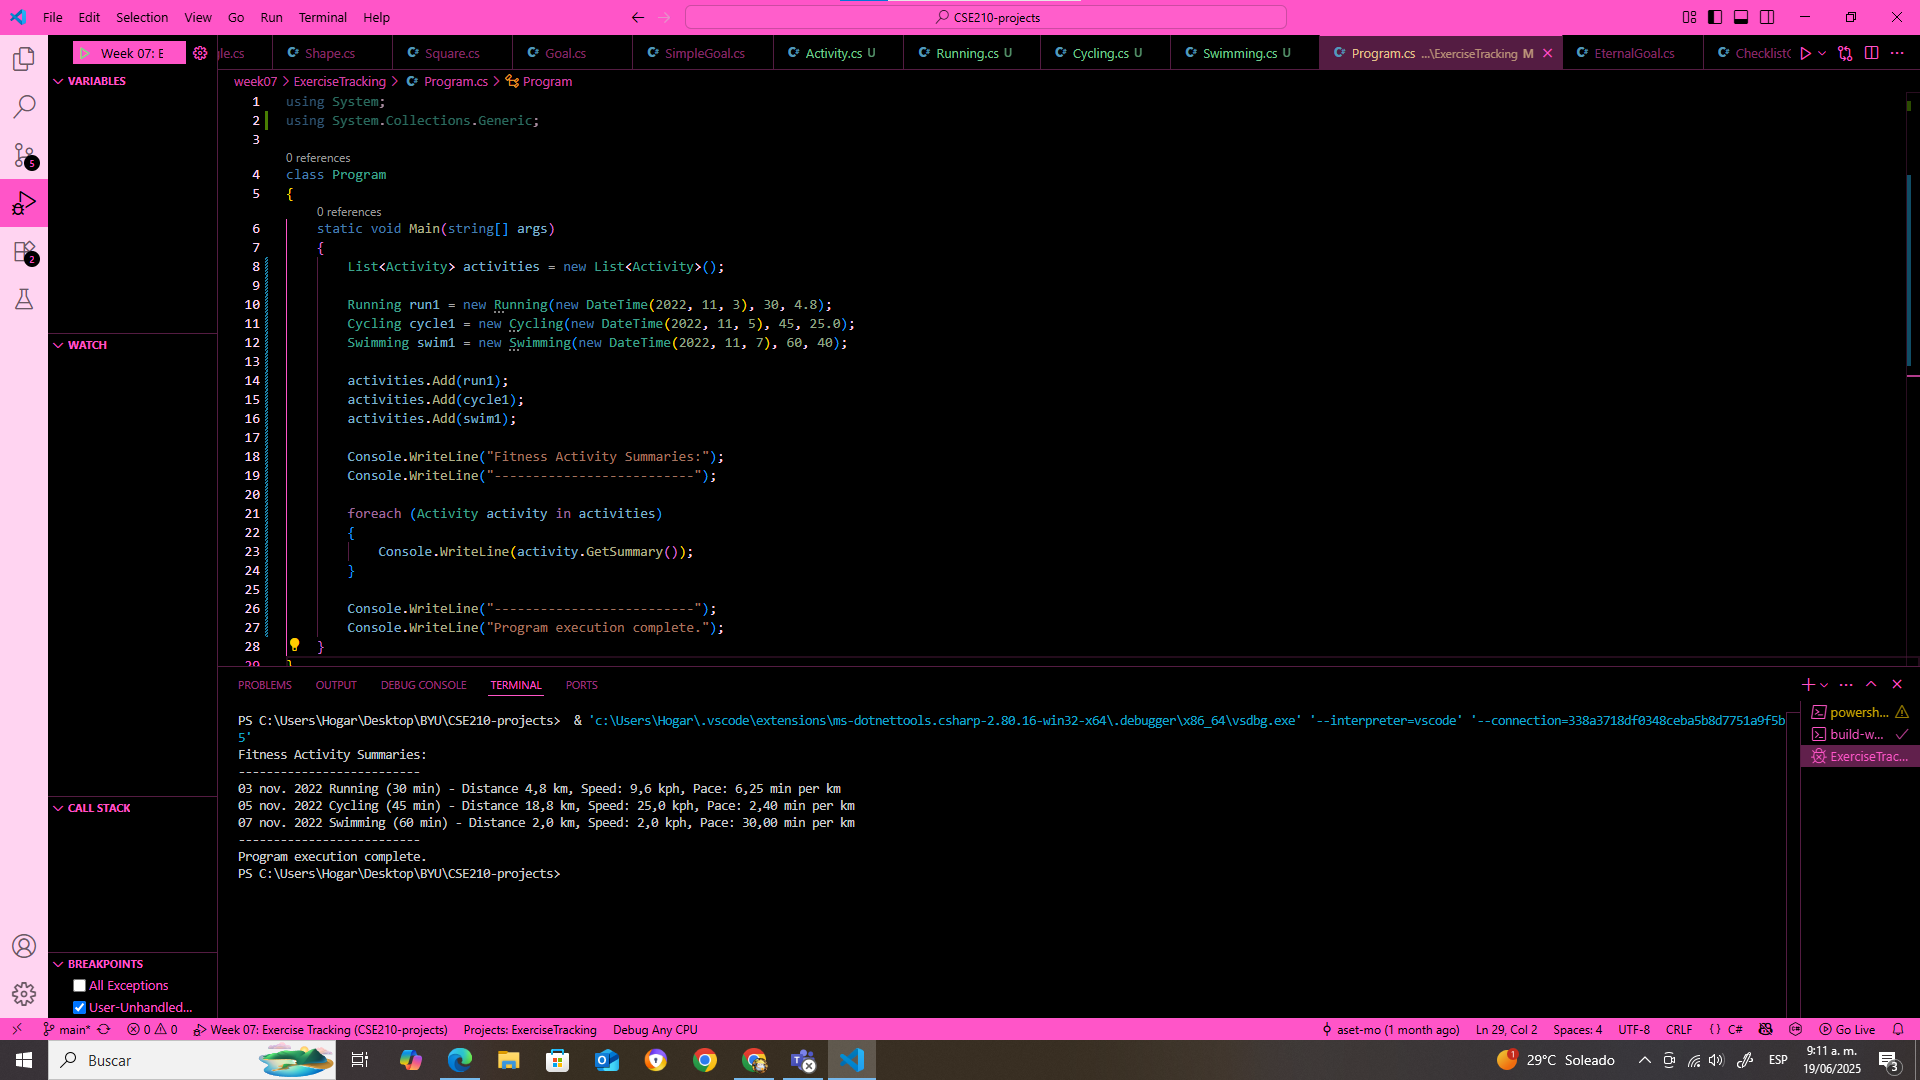 File Edit Selection View Go Run Terminal Help
CSE210-projects
Week 07: E
gle.cs Shape.cs Square.cs Goal.cs SimpleGoal.cs Activity.cs U Running.cs U Cycling.cs U Swimming.cs U Program.cs ...\ExerciseTracking M EternalGoal.cs Checklist
VARIABLES
week07 > ExerciseTracking > Program.cs > Program
1 using System;
2 using System.Collections.Generic;
3
0 references
4 class Program
5 {
0 references
6 static void Main(string[] args)
7 {
8 List<Activity> activities = new List<Activity>();
9
10 Running run1 = new Running(new DateTime(2022, 11, 3), 30, 4.8);
11 Cycling cycle1 = new Cycling(new DateTime(2022, 11, 5), 45, 25.0);
12 Swimming swim1 = new Swimming(new DateTime(2022, 11, 7), 60, 40);
13
14 activities.Add(run1);
15 activities.Add(cycle1);
16 activities.Add(swim1);
17
18 Console.WriteLine("Fitness Activity Summaries:");
19 Console.WriteLine("--------------------------");
20
21 foreach (Activity activity in activities)
22 {
23 Console.WriteLine(activity.GetSummary());
24 }
25
26 Console.WriteLine("--------------------------");
27 Console.WriteLine("Program execution complete.");
28 }
29 }
WATCH
CALL STACK
BREAKPOINTS
All Exceptions
User-Unhandled...
5
2
PROBLEMS OUTPUT DEBUG CONSOLE TERMINAL PORTS
PS C:\Users\Hogar\Desktop\BYU\CSE210-projects> & 'c:\Users\Hogar\.vscode\extensions\ms-dotnettools.csharp-2.80.16-win32-x64\.debugger\x86_64\vsdbg.exe' '--interpreter=vscode' '--connection=338a3718df0348ceba5b8d7751a9f5b
5'
Fitness Activity Summaries:
--------------------------
03 nov. 2022 Running (30 min) - Distance 4,8 km, Speed: 9,6 kph, Pace: 6,25 min per km
05 nov. 2022 Cycling (45 min) - Distance 18,8 km, Speed: 25,0 kph, Pace: 2,40 min per km
07 nov. 2022 Swimming (60 min) - Distance 2,0 km, Speed: 2,0 kph, Pace: 30,00 min per km
--------------------------
Program execution complete.
PS C:\Users\Hogar\Desktop\BYU\CSE210-projects>
powersh...
build-w...
ExerciseTrac...
main* 0 0 Week 07: Exercise Tracking (CSE210-projects) Projects: ExerciseTracking Debug Any CPU aset-mo (1 month ago) Ln 29, Col 2 Spaces: 4 UTF-8 CRLF {} C# Go Live
Buscar 1 29°C Soleado ESP 9:11 a. m.
19/06/2025 3